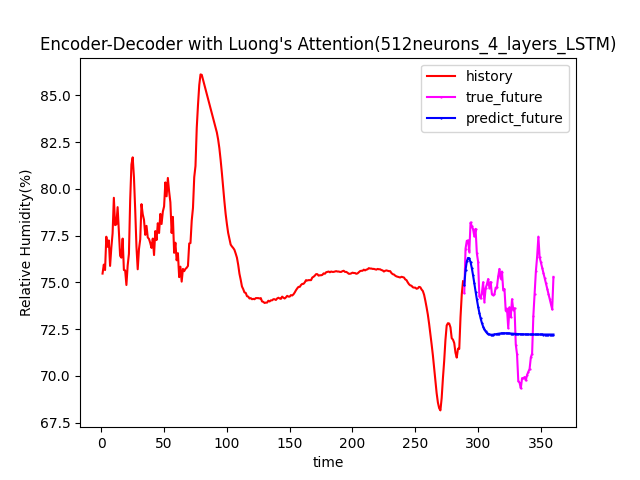 Encoder-Decoder with Luong's Attention(512neurons_4_layers_LSTM)
history
true_future
predict_future
85.0
82.5
80.0
77.5
75.0
72.5
70.0
67.5
Relative Humidity(%)
0 50 100 150 200 250 300 350
time